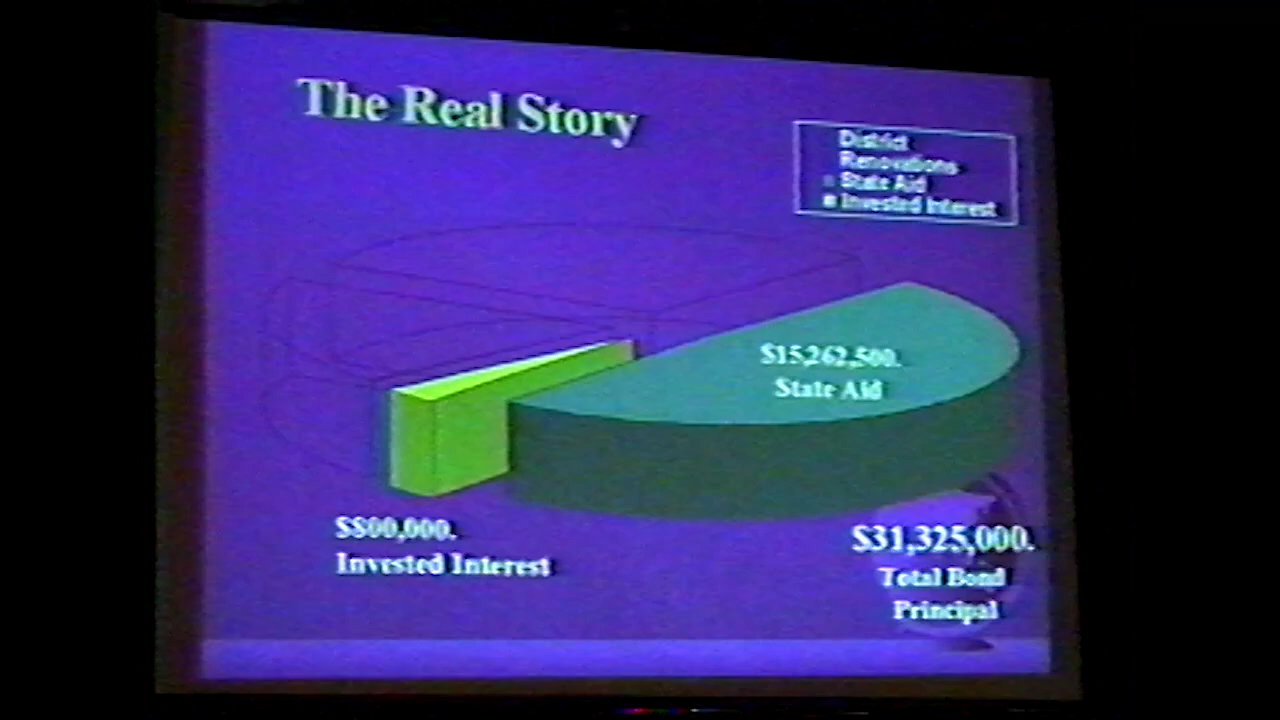 The Real Story
District
Renovations
State Aid
Invested Interest
$15,262,500.
State Aid
$800,000.
Invested Interest
$31,325,000.
Total Bond
Principal